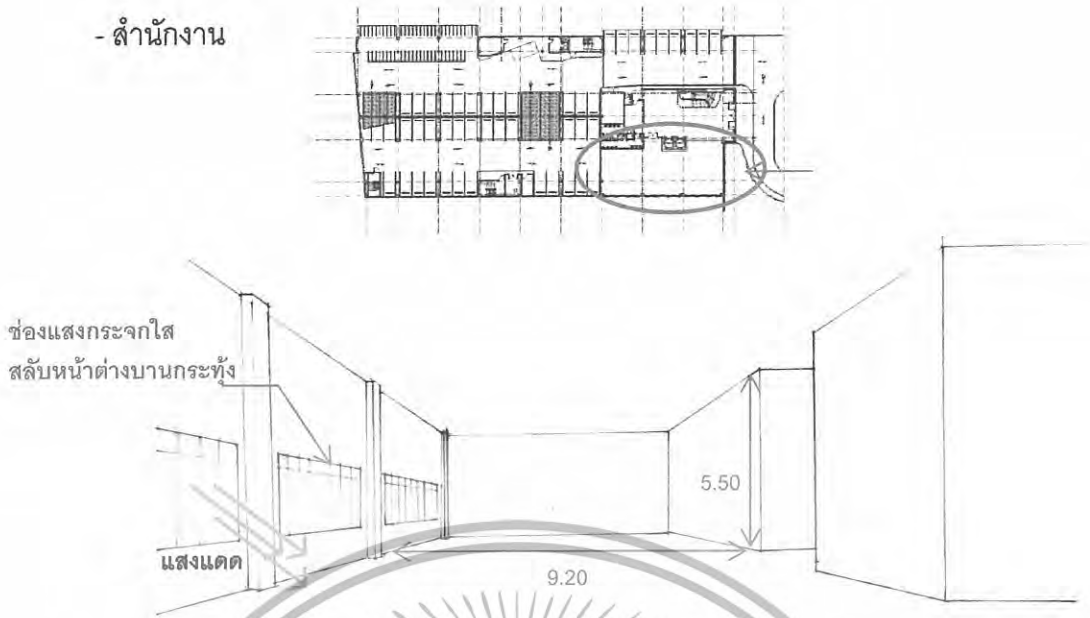 - สำนักงาน
ช่องแสงกระจกใส
สลับหน้าต่างบานกระทุ้ง
5.50
แสงแดด
9.20